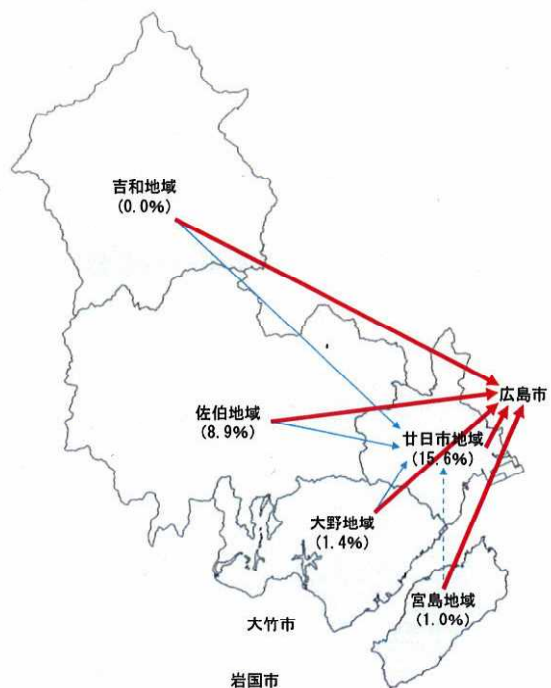 吉和地域
(0.0%)
広島市
佐伯地域
(8.9%)
廿日市地域
(15.6%)
大野地域
(1.4%)
宮島地域
(1.0%)
大竹市
岩国市